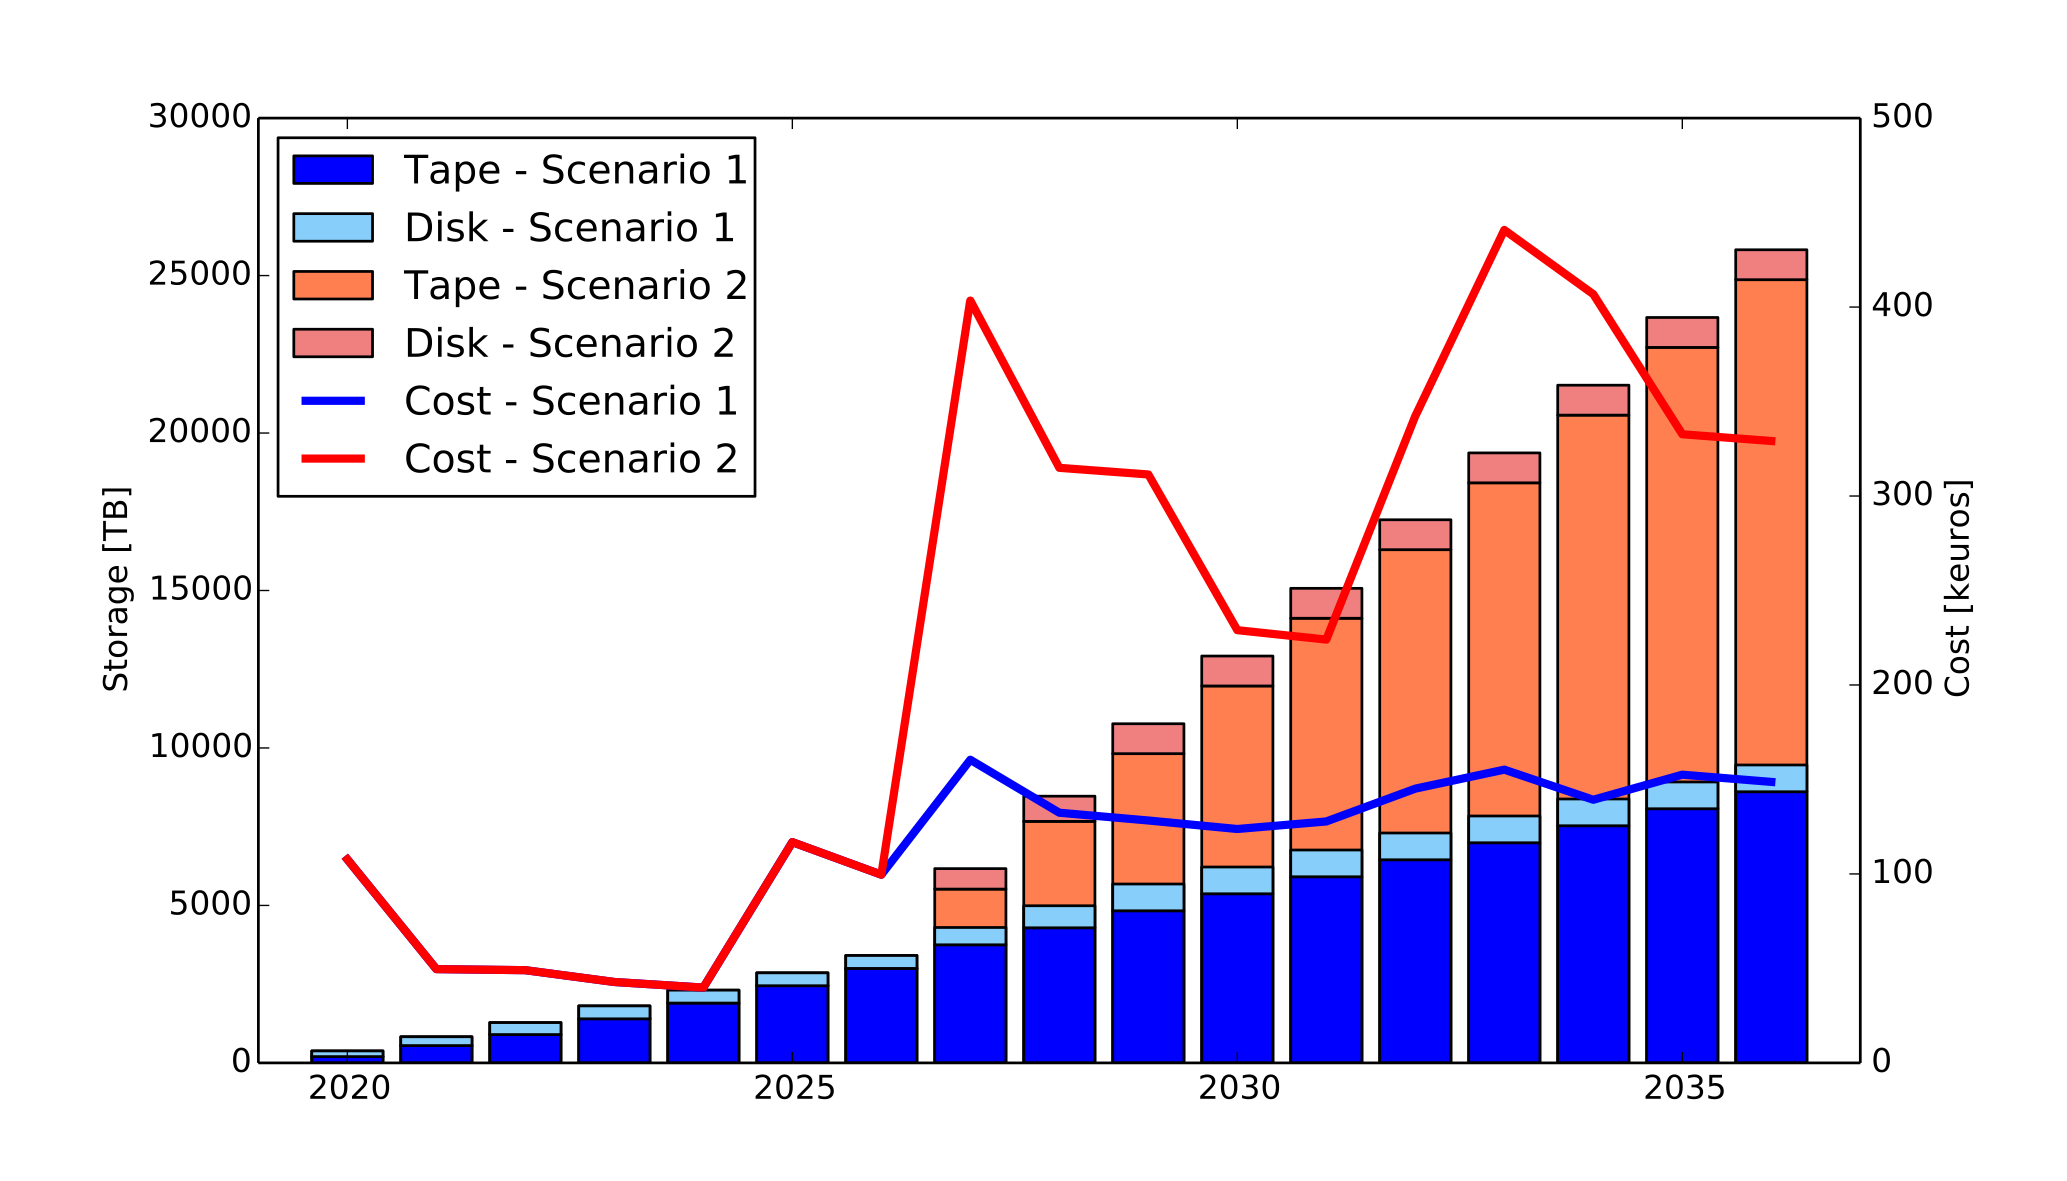 30000
25000
20000
15000
10000
5000
0
Storage [TB]
Tape - Scenario 1
Disk - Scenario 1
Tape - Scenario 2
Disk - Scenario 2
Cost - Scenario 1
Cost - Scenario 2
500
400
300
200
100
0
Cost [keuros]
2020 2025 2030 2035